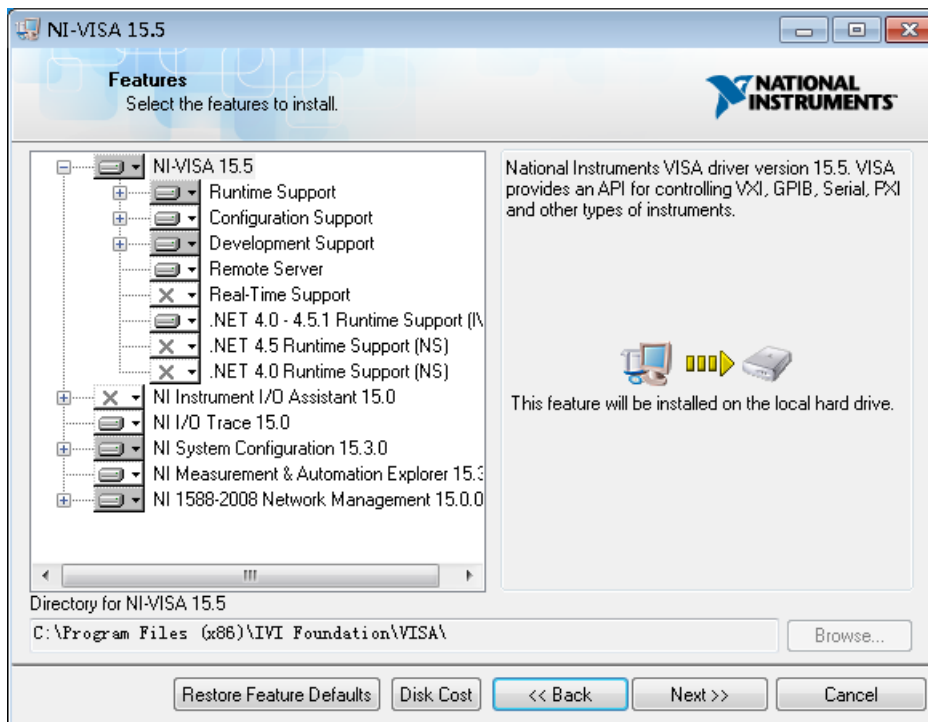 NI-VISA 15.5
Features
Select the features to install.
NATIONAL
INSTRUMENTS™
NI-VISA 15.5
Runtime Support
Configuration Support
Development Support
Remote Server
Real-Time Support
.NET 4.0 - 4.5.1 Runtime Support (IV
.NET 4.5 Runtime Support (NS)
.NET 4.0 Runtime Support (NS)
NI Instrument I/O Assistant 15.0
NI I/O Trace 15.0
NI System Configuration 15.3.0
NI Measurement & Automation Explorer 15.3
NI 1588-2008 Network Management 15.0.0
National Instruments VISA driver version 15.5. VISA
provides an API for controlling VXI, GPIB, Serial, PXI
and other types of instruments.
This feature will be installed on the local hard drive.
Directory for NI-VISA 15.5
C:\Program Files (x86)\IVI Foundation\VISA\
Browse...
Restore Feature Defaults
Disk Cost
<< Back
Next >>
Cancel